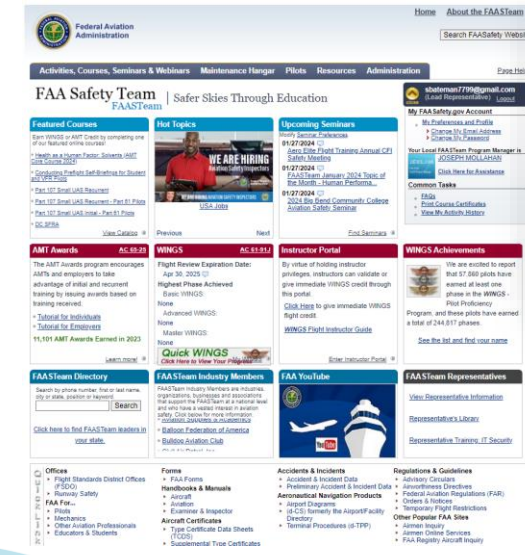 Home About the FAASTeam
Federal Aviation
Administration
Search FAASafety Websi
Activities, Courses, Seminars & Webinars Maintenance Hangar Pilots Resources Administration
Page Hel
FAA Safety Team | Safer Skies Through Education
FAASTeam
sbateman7799@gmail.com
(Lead Representative) Logout
My FAASafety.gov Account
My Preferences and Profile
Change My Email Address
Change My Password
Your Local FAASTeam Program Manager is
JOSEPH MOLLAHAN
Click Here for Assistance
Common Tasks
FAQs
Print Course Certificates
View My Activity History
Featured Courses
Earn WINGS or AMT Credit by completing one
of our featured online courses!
Health as a Human Factor: Solvents (AMT
Core Course 2024)
Conducting Preflight Self-Briefings for Student
and VFR Pilots
Part 107 Small UAS Recurrent
Part 107 Small UAS Recurrent - Part 61 Pilots
Part 107 Small UAS Initial - Part 61 Pilots
DC SFRA
View Catalog
Hot Topics
WE ARE HIRING
Aviation Safety Inspectors
USA Jobs
Previous Next
Upcoming Seminars
Modify Seminar Preferences
01/27/2024
Aero Elite Flight Training Annual CFI
Safety Meeting
01/27/2024
FAASTeam January 2024 Topic of
the Month - Human Performa...
01/27/2024
2024 Big Bend Community College
Aviation Safety Seminar
Find Seminars
AMT Awards AC 65-25
The AMT Awards program encourages
AMTs and employers to take
advantage of initial and recurrent
training by issuing awards based on
training received.
Tutorial for Individuals
Tutorial for Employers
11,101 AMT Awards Earned in 2023
Learn more!
WINGS AC 61-91J
Flight Review Expiration Date:
Apr 30, 2025
Highest Phase Achieved
Basic WINGS:
None
Advanced WINGS:
None
Master WINGS:
None
Quick WINGS
Click Here to View Your Progress
Instructor Portal
By virtue of holding instructor
privileges, instructors can validate or
give immediate WINGS credit through
this portal.
Click Here to give immediate WINGS
flight credit.
WINGS Flight Instructor Guide
Enter Instructor Portal
WINGS Achievements
We are excited to report
that 57,860 pilots have
earned at least one
phase in the WINGS -
Pilot Proficiency
Program, and these pilots have earned
a total of 244,817 phases.
See the list and find your name
FAASTeam Directory
Search by phone number, first or last name,
city or state, position or keyword.
Search
Click here to find FAASTeam leaders in
your state.
FAASTeam Industry Members
FAASTeam Industry Members are industries,
organizations, businesses and associations
that support the FAASTeam at a national level
and who have a vested interest in aviation
safety. Click below for more information.
Aviation Supplies & Academics
Balloon Federation of America
Bulldog Aviation Club
FAA YouTube
You Tube
FAASTeam Representatives
View Representative Information
Representative's Library
Representative Training: IT Security
Offices
Flight Standards District Offices
(FSDO)
Runway Safety
FAA For...
Pilots
Mechanics
Other Aviation Professionals
Educators & Students
Forms
FAA Forms
Handbooks & Manuals
Aircraft
Aviation
Examiner & Inspector
Aircraft Certificates
Type Certificate Data Sheets
(TCDS)
Supplemental Type Certificates
Accidents & Incidents
Accident & Incident Data
Preliminary Accident & Incident Data
Aeronautical Navigation Products
Airport Diagrams
(d-CS) formerly the Airport/Facility
Directory
Terminal Procedures (d-TPP)
Regulations & Guidelines
Advisory Circulars
Airworthiness Directives
Federal Aviation Regulations (FAR)
Orders & Notices
Temporary Flight Restrictions
Other Popular FAA Sites
Airmen Inquiry
Airmen Online Services
FAA Registry Aircraft Inquiry